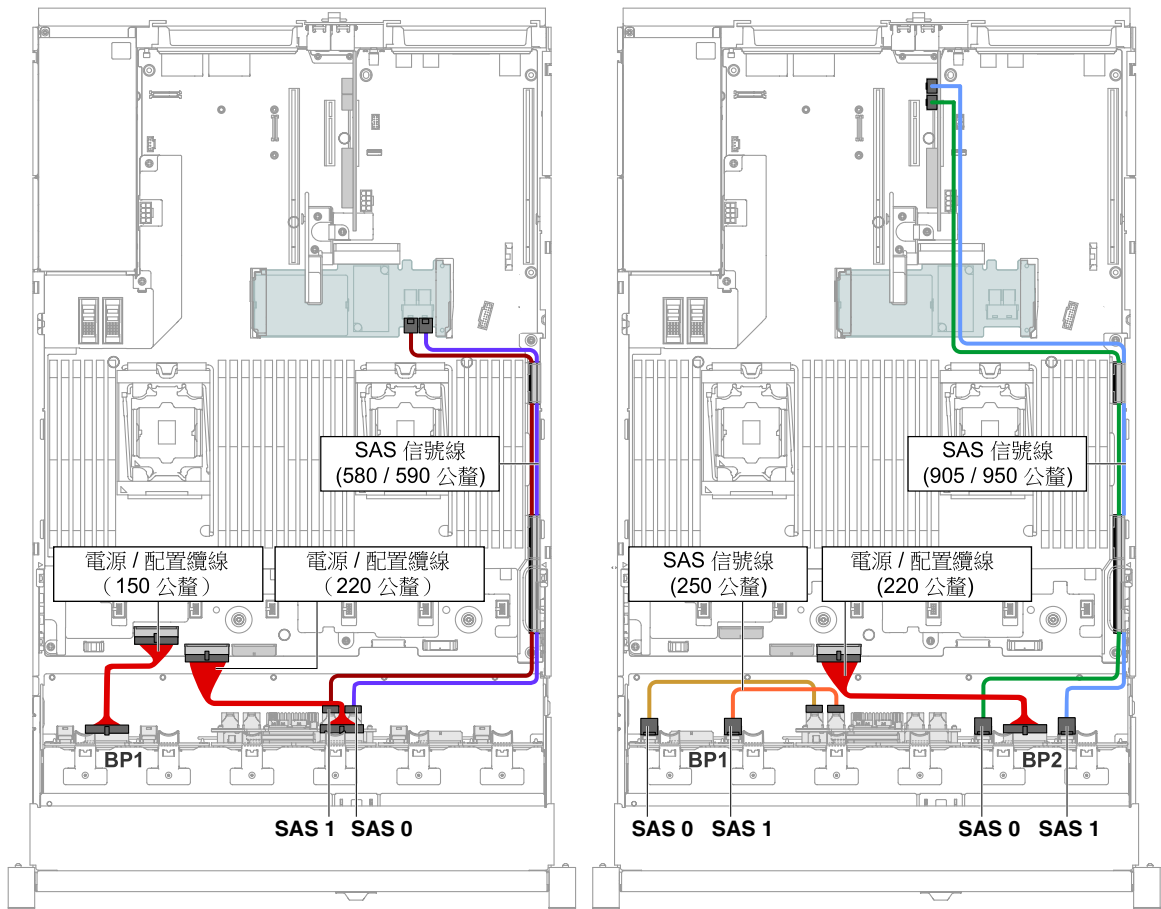 SAS 信號線
(580 / 590 公釐)
電源 / 配置纜線
（150 公釐）
電源 / 配置纜線
（220 公釐）
BP1
SAS 1
SAS 0
SAS 信號線
(905 / 950 公釐)
SAS 信號線
(250 公釐)
電源 / 配置纜線
(220 公釐)
BP1
BP2
SAS 0
SAS 1
SAS 0
SAS 1